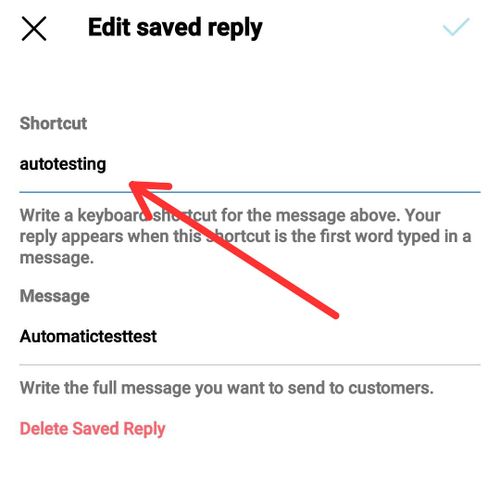 Edit saved reply
Shortcut
autotesting
Write a keyboard shortcut for the message above. Your
reply appears when this shortcut is the first word typed in a
message.
Message
Automatictesttest
Write the full message you want to send to customers.
Delete Saved Reply